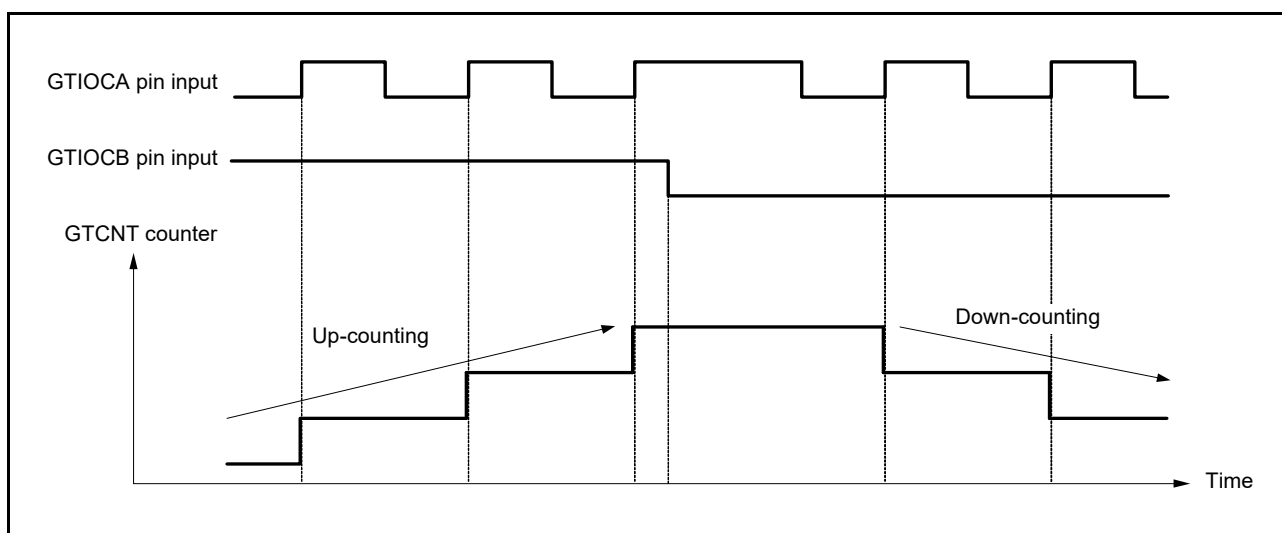 GTIOCA pin input
GTIOCB pin input
GTCNT counter
Up-counting
Down-counting
Time